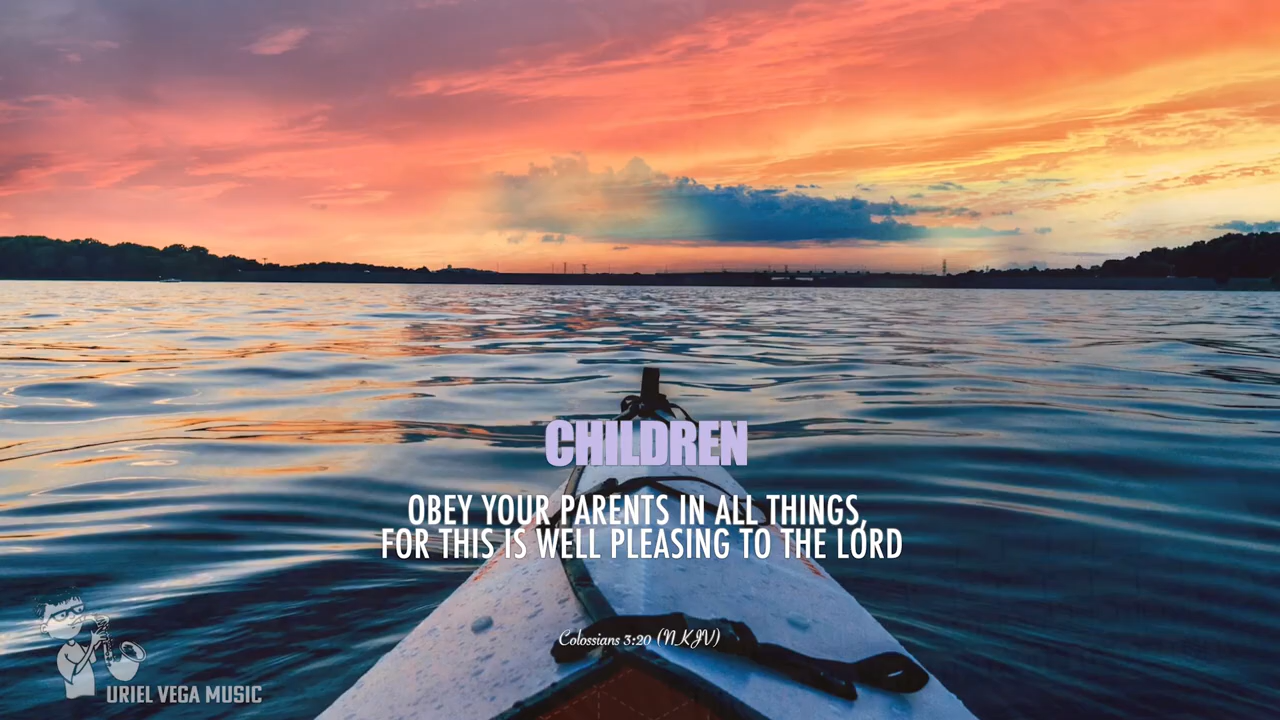 CHILDREN
OBEY YOUR PARENTS IN ALL THINGS,
FOR THIS IS WELL PLEASING TO THE LORD
Colossians 3:20 (NKJV)
URIEL VEGA MUSIC